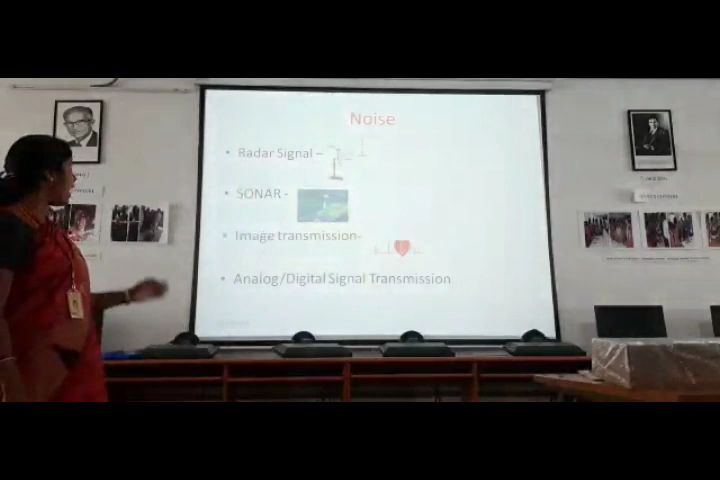 Noise
• Radar Signal –
• SONAR -
• Image transmission-
• Analog/Digital Signal Transmission